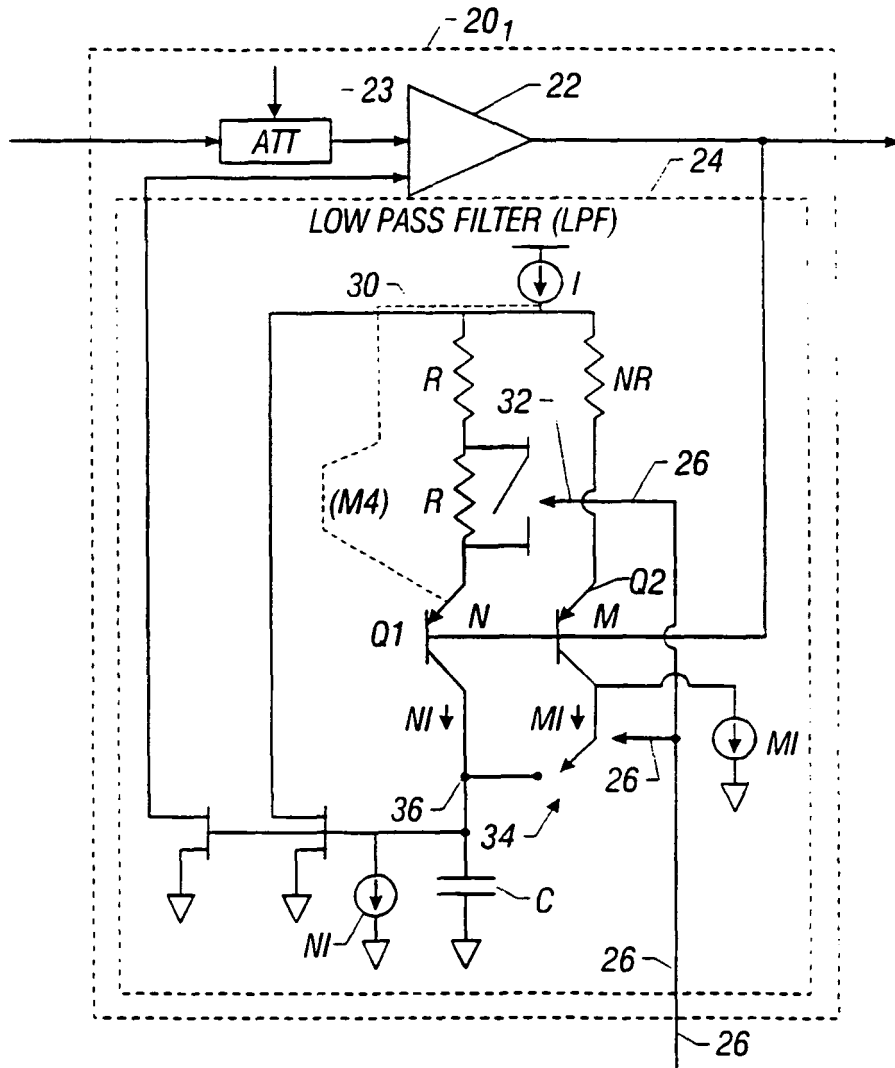 20₁
23
22
ATT
24
LOW PASS FILTER (LPF)
30
I
R
NR
32
26
(M4)
R
Q2
Q1
N
M
NI
MI
MI
26
36
34
NI
C
26
26